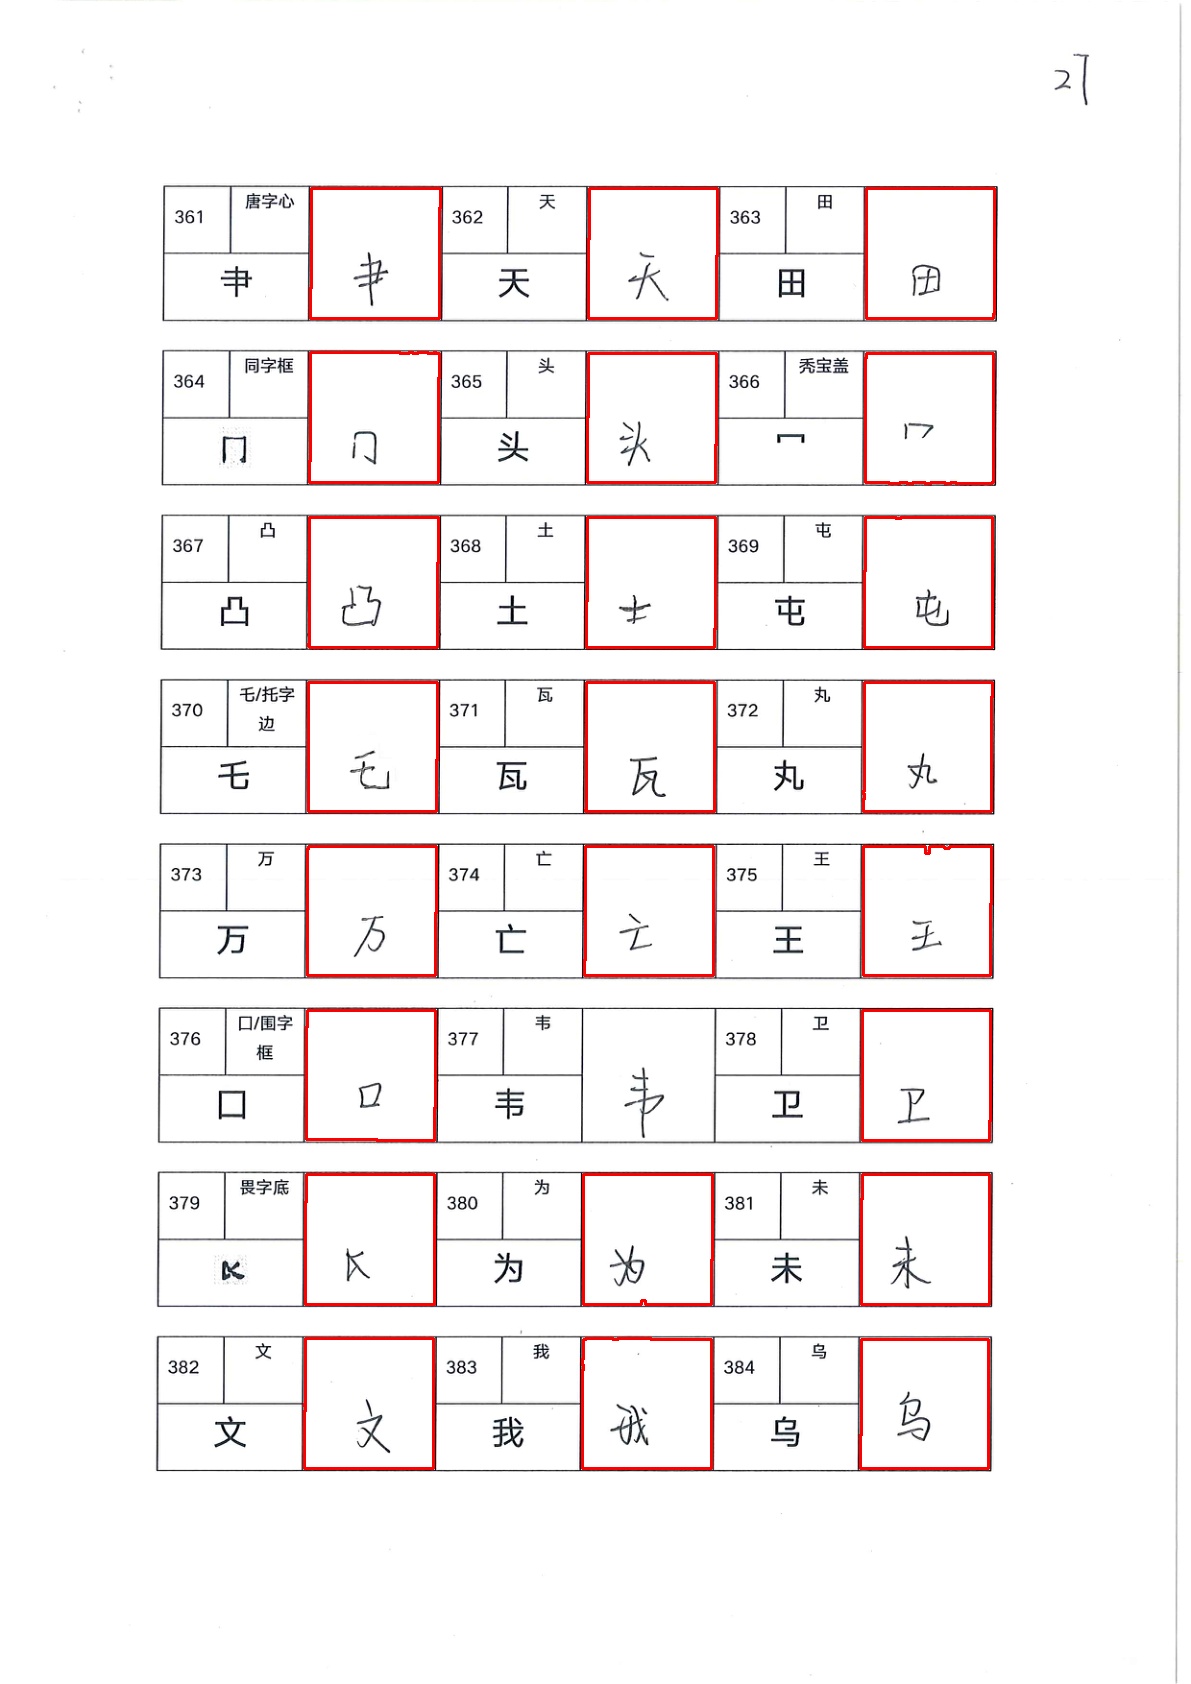 27
361 唐字心 肀 肀 362 天 天 天 363 田 田 田
364 同字框 冂 冂 365 头 头 头 366 秃宝盖 冖 冖
367 凸 凸 凸 368 土 土 土 369 屯 屯 屯
370 毛/托字边 毛 毛 371 瓦 瓦 瓦 372 丸 丸 丸
373 万 万 万 374 亡 亡 亡 375 王 王 王
376 囗/围字框 囗 囗 377 韦 韦 韦 378 卫 卫 卫
379 畏字底 380 为 为 为 381 未 未 未
382 文 文 文 383 我 我 我 384 乌 乌 乌